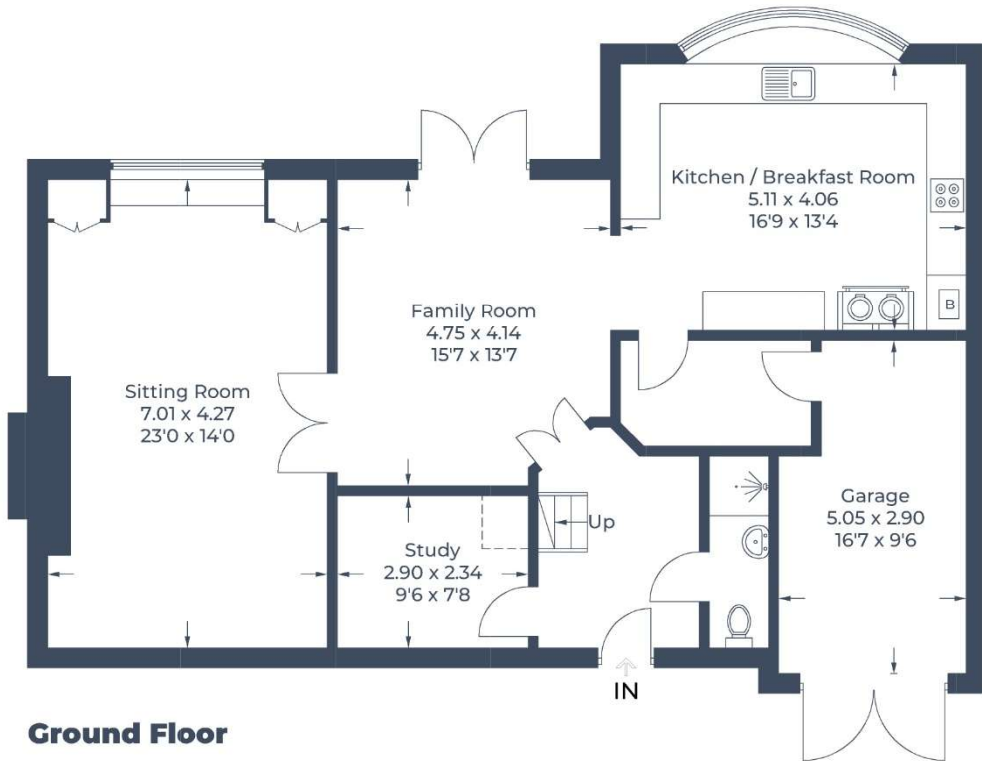 Kitchen / Breakfast Room
5.11 x 4.06
16'9 x 13'4
B
Family Room
4.75 x 4.14
15'7 x 13'7
Sitting Room
7.01 x 4.27
23'0 x 14'0
Garage
5.05 x 2.90
16'7 x 9'6
Up
Study
2.90 x 2.34
9'6 x 7'8
IN
Ground Floor